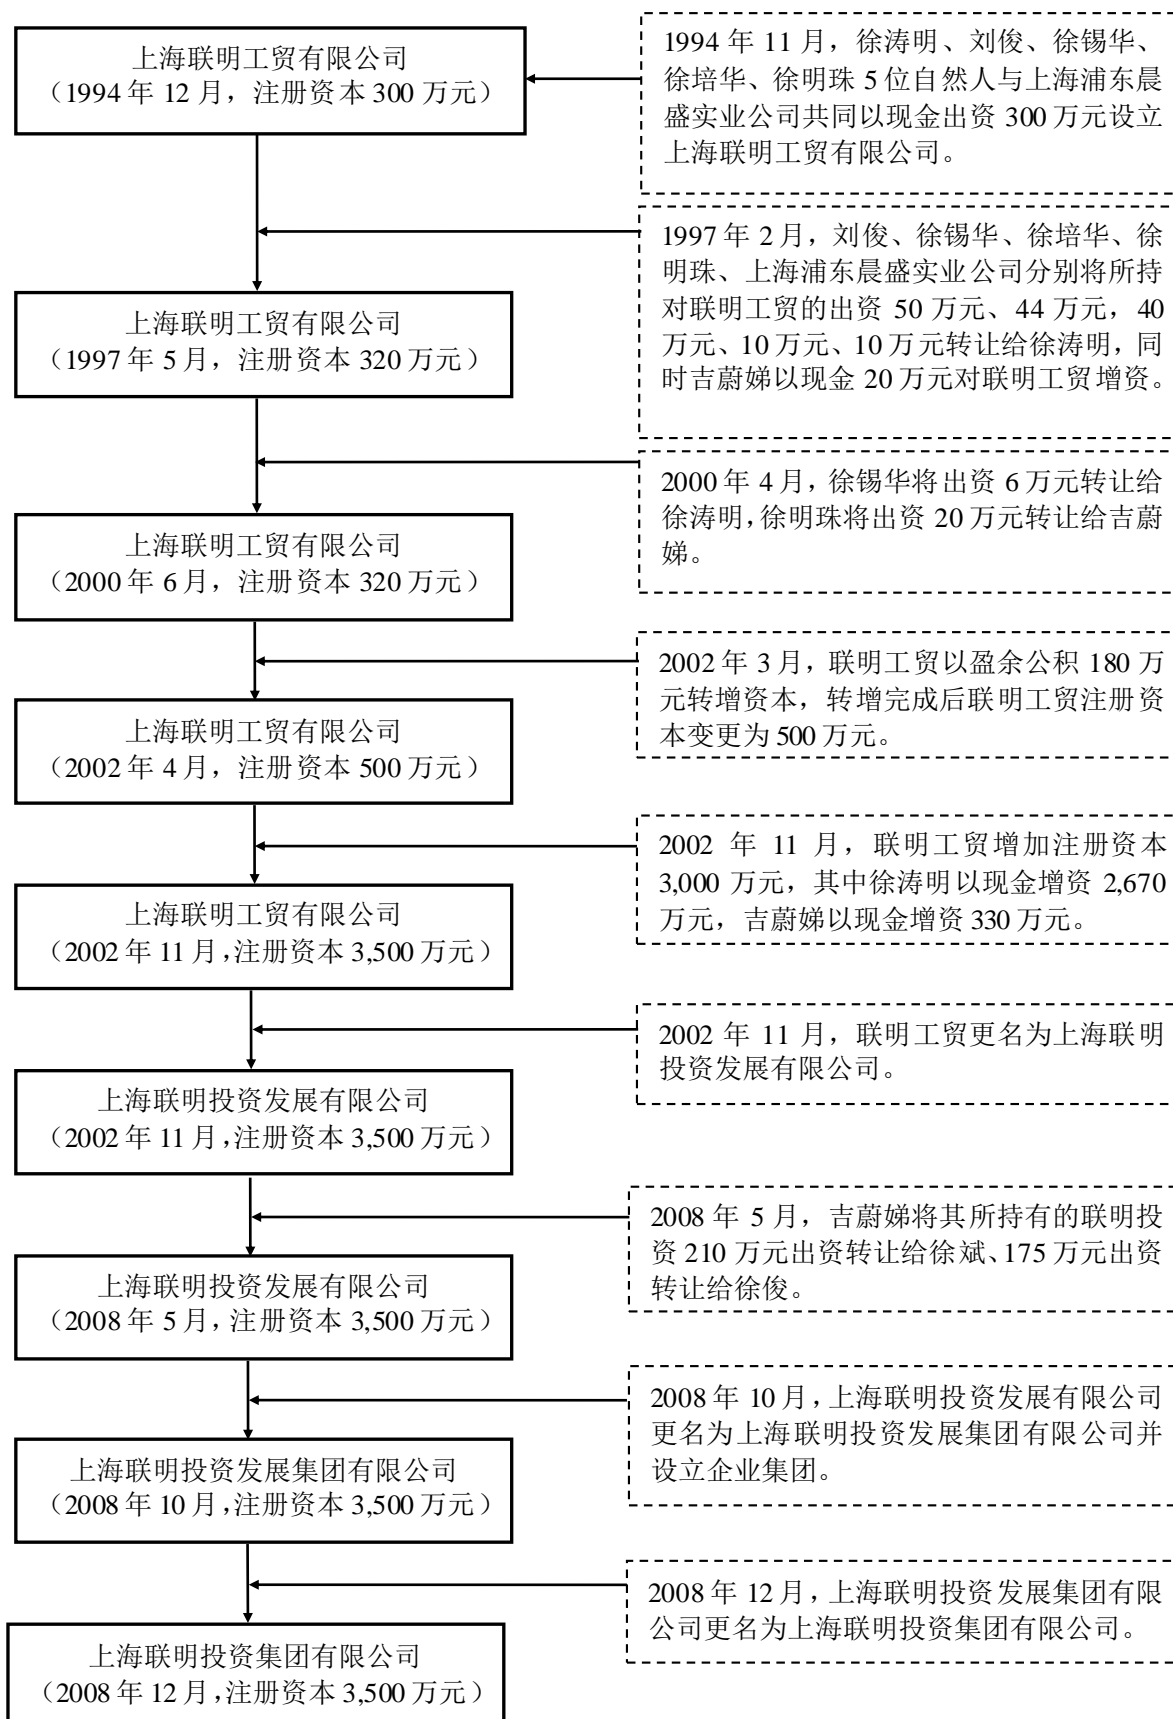 上海联明工贸有限公司
（1994 年 12 月，注册资本 300 万元）
1994 年 11 月，徐涛明、刘俊、徐锡华、
徐培华、徐明珠 5 位自然人与上海浦东晨
盛实业公司共同以现金出资 300 万元设立
上海联明工贸有限公司。
1997 年 2 月，刘俊、徐锡华、徐培华、徐
明珠、上海浦东晨盛实业公司分别将所持
对联明工贸的出资 50 万元、44 万元，40
万元、10 万元、10 万元转让给徐涛明，同
时吉蔚娣以现金 20 万元对联明工贸增资。
上海联明工贸有限公司
（1997 年 5 月，注册资本 320 万元）
2000 年 4 月，徐锡华将出资 6 万元转让给
徐涛明，徐明珠将出资 20 万元转让给吉蔚
娣。
上海联明工贸有限公司
（2000 年 6 月，注册资本 320 万元）
2002 年 3 月，联明工贸以盈余公积 180 万
元转增资本，转增完成后联明工贸注册资
本变更为 500 万元。
上海联明工贸有限公司
（2002 年 4 月，注册资本 500 万元）
2002 年 11 月，联明工贸增加注册资本
3,000 万元，其中徐涛明以现金增资 2,670
万元，吉蔚娣以现金增资 330 万元。
上海联明工贸有限公司
（2002 年 11 月，注册资本 3,500 万元）
2002 年 11 月，联明工贸更名为上海联明
投资发展有限公司。
上海联明投资发展有限公司
（2002 年 11 月，注册资本 3,500 万元）
2008 年 5 月，吉蔚娣将其所持有的联明投
资 210 万元出资转让给徐斌、175 万元出资
转让给徐俊。
上海联明投资发展有限公司
（2008 年 5 月，注册资本 3,500 万元）
2008 年 10 月，上海联明投资发展有限公司
更名为上海联明投资发展集团有限公司并
设立企业集团。
上海联明投资发展集团有限公司
（2008 年 10 月，注册资本 3,500 万元）
2008 年 12 月，上海联明投资发展集团有限
公司更名为上海联明投资集团有限公司。
上海联明投资集团有限公司
（2008 年 12 月，注册资本 3,500 万元）